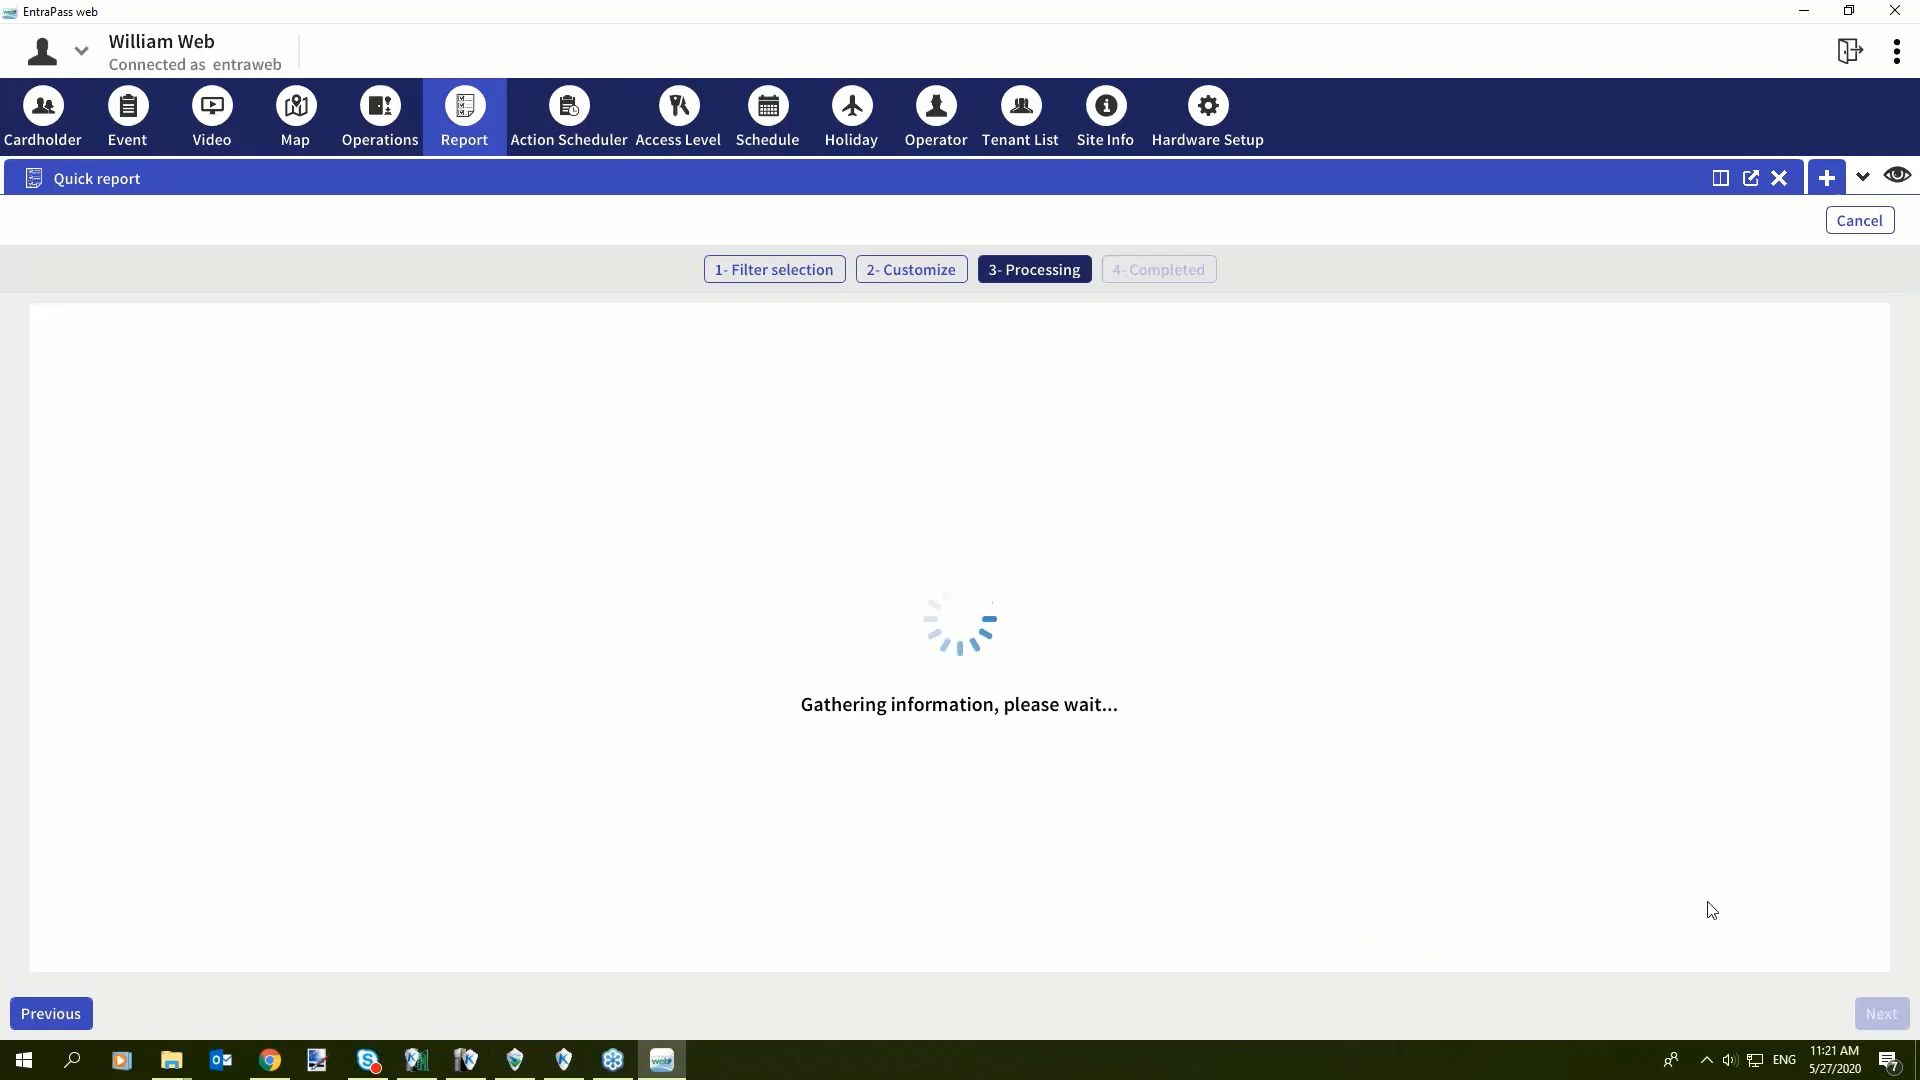 EntraPass web
William Web
Connected as entraweb
Cardholder Event Video Map Operations Report Action Scheduler Access Level Schedule Holiday Operator Tenant List Site Info Hardware Setup
Quick report
Cancel
1- Filter selection 2- Customize 3- Processing 4- Completed
Gathering information, please wait...
Previous Next
web ENG 11:21 AM
5/27/2020 7